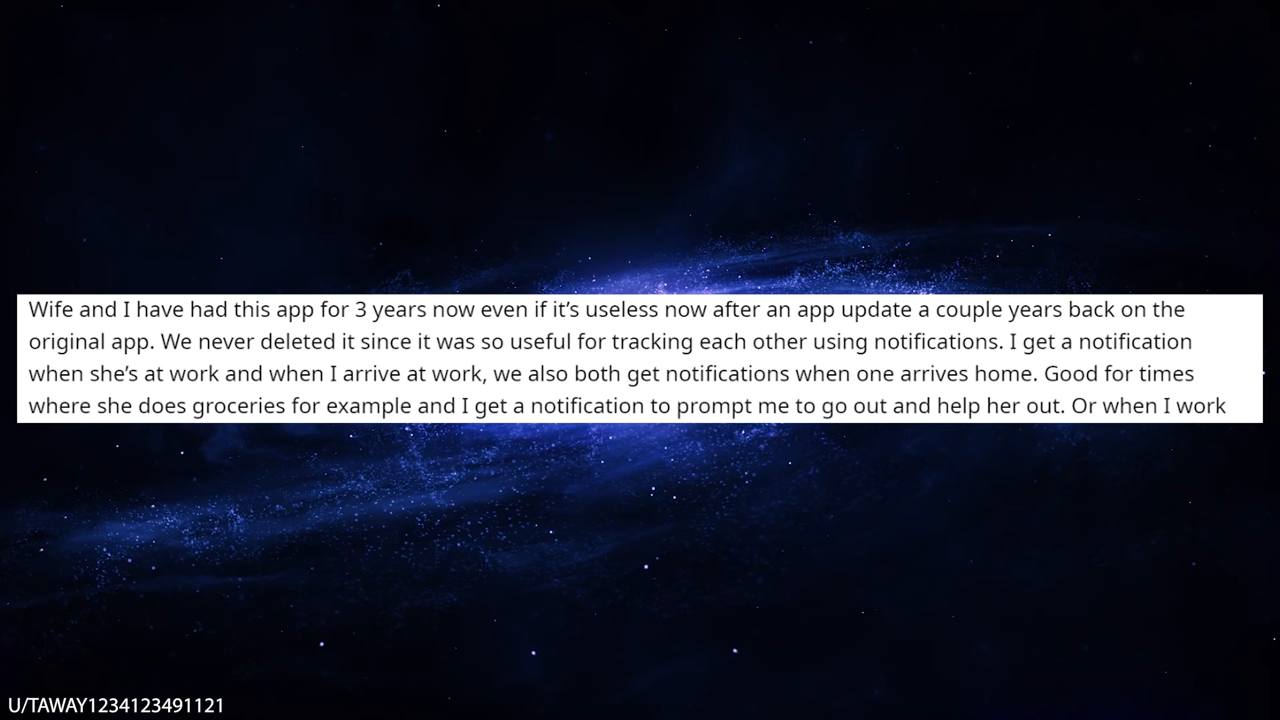 Wife and I have had this app for 3 years now even if it’s useless now after an app update a couple years back on the
original app. We never deleted it since it was so useful for tracking each other using notifications. I get a notification
when she’s at work and when I arrive at work, we also both get notifications when one arrives home. Good for times
where she does groceries for example and I get a notification to prompt me to go out and help her out. Or when I work
U/TAWAY1234123491121